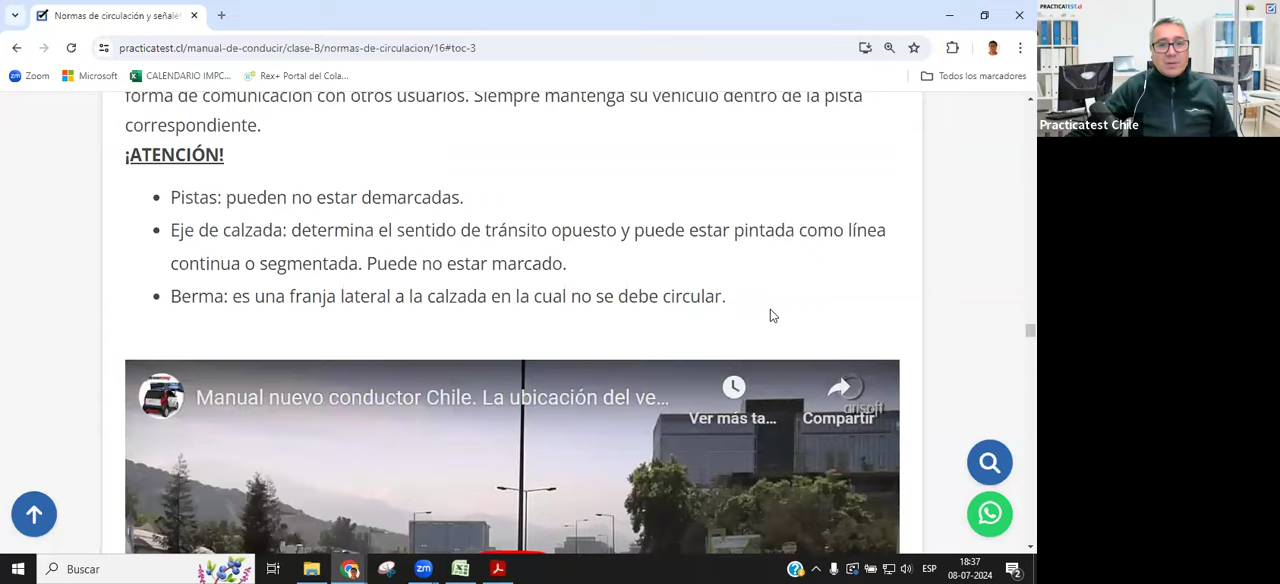 Normas de circulación y señalét
practicatest.cl/manual-de-conducir/clase-B/normas-de-circulacion/16#toc-3
Zoom
Microsoft
CALENDARIO IMPC...
Rex+ Portal del Cola...
Todos los marcadores
PRACTICATEST.cl
Practicatest Chile
forma de comunicación con otros usuarios. Siempre mantenga su vehículo dentro de la pista
correspondiente.
¡ATENCIÓN!
Pistas: pueden no estar demarcadas.
Eje de calzada: determina el sentido de tránsito opuesto y puede estar pintada como línea
continua o segmentada. Puede no estar marcado.
Berma: es una franja lateral a la calzada en la cual no se debe circular.
Manual nuevo conductor Chile. La ubicación del ve...
Ver más ta...
Compartir
ansoft
Buscar
ESP
18:37
08-07-2024
2